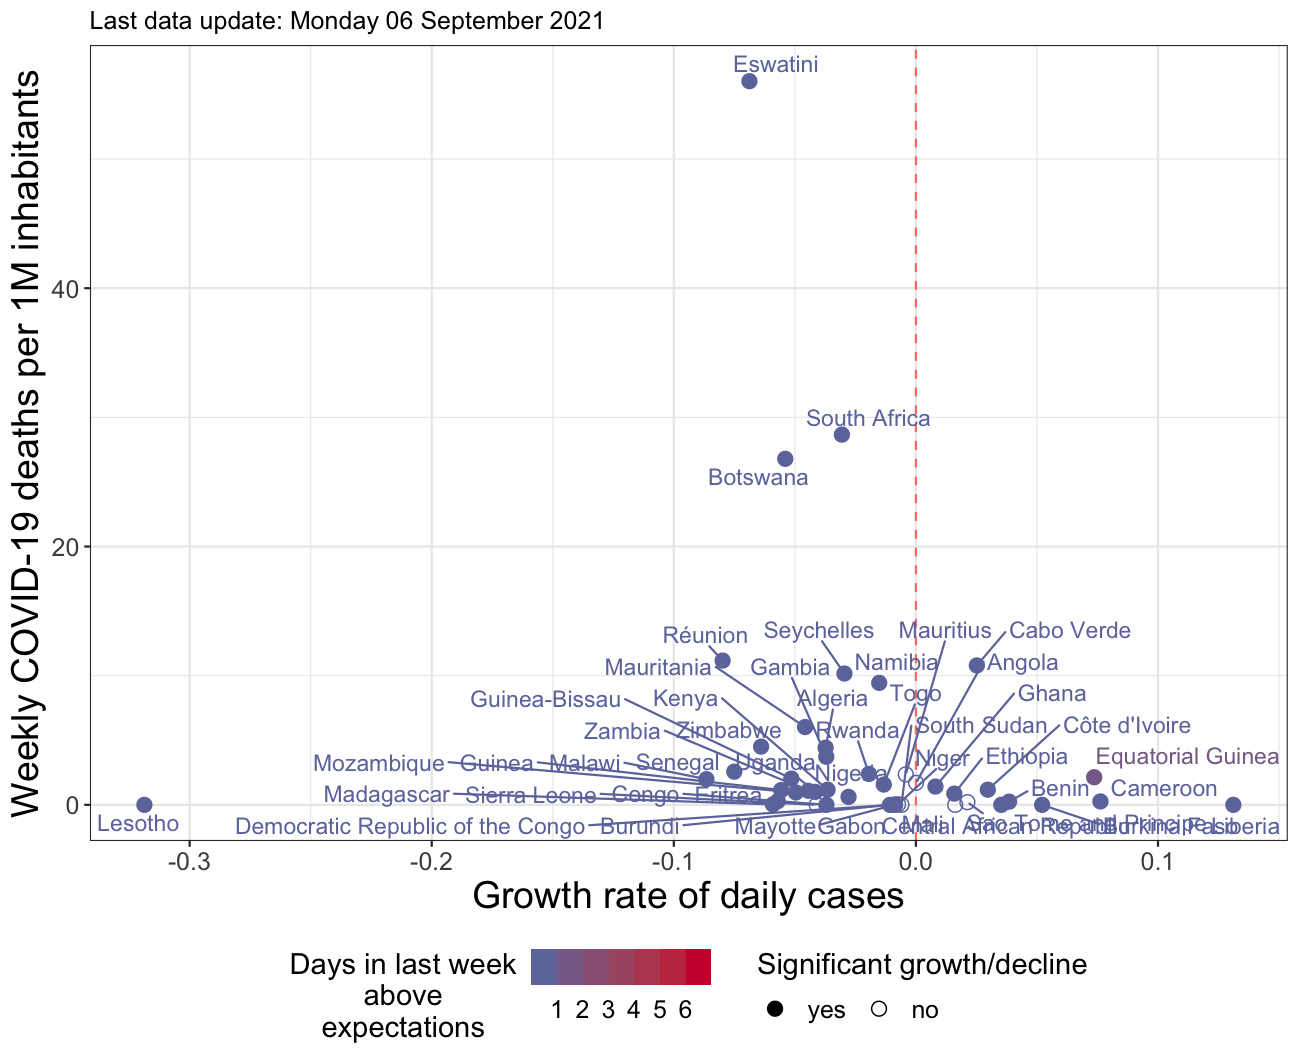 Last data update: Monday 06 September 2021
Weekly COVID-19 deaths per 1M inhabitants
Eswatini
40
South Africa
Botswana
20
Réunion
Seychelles
Mauritius
Cabo Verde
Mauritania
Gambia
Namibia
Angola
Guinea-Bissau
Kenya
Algeria
Togo
Ghana
Zambia
Zimbabwe
Rwanda
South Sudan
Côte d'Ivoire
Mozambique
Guinea
Malawi
Senegal
Uganda
Nigeria
Niger
Ethiopia
Equatorial Guinea
Madagascar
Sierra Leone
Congo
Eritrea
Benin
Cameroon
0
Lesotho
Democratic Republic of the Congo
Burundi
Mayotte
Gabon
Central African Republic
Mali
Sao Tome and Principe
Burkina Faso
Liberia
-0.3
-0.2
-0.1
0.0
0.1
Growth rate of daily cases
Days in last week
above
expectations
1 2 3 4 5 6
Significant growth/decline
yes
no